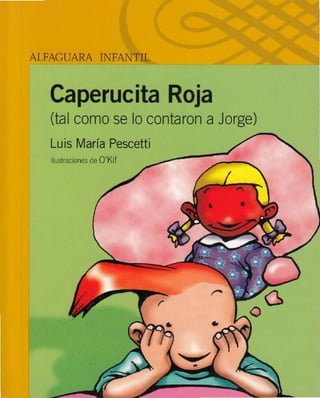 ALFAGUARA INFANTIL
Caperucita Roja
(tal como se lo contaron a Jorge)
Luis María Pescetti
Ilustraciones de O'Kif